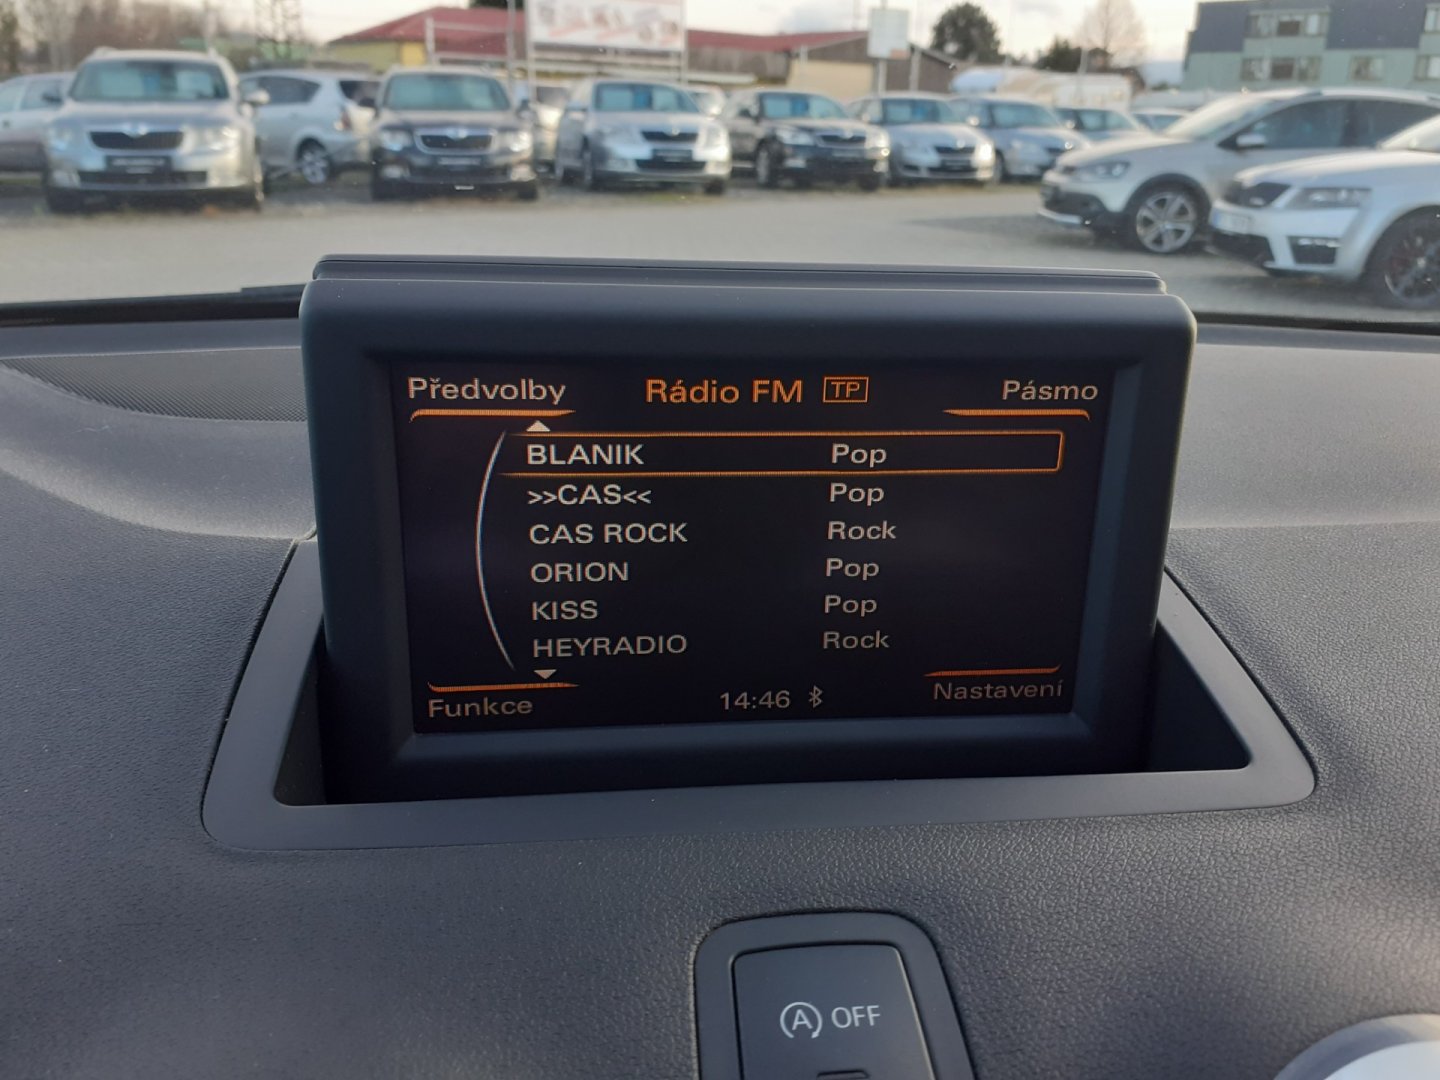 Předvolby Rádio FM TP Pásmo
BLANIK Pop
>>CAS<< Pop
CAS ROCK Rock
ORION Pop
KISS Pop
HEYRADIO Rock
Funkce 14:46 Nastavení
A OFF